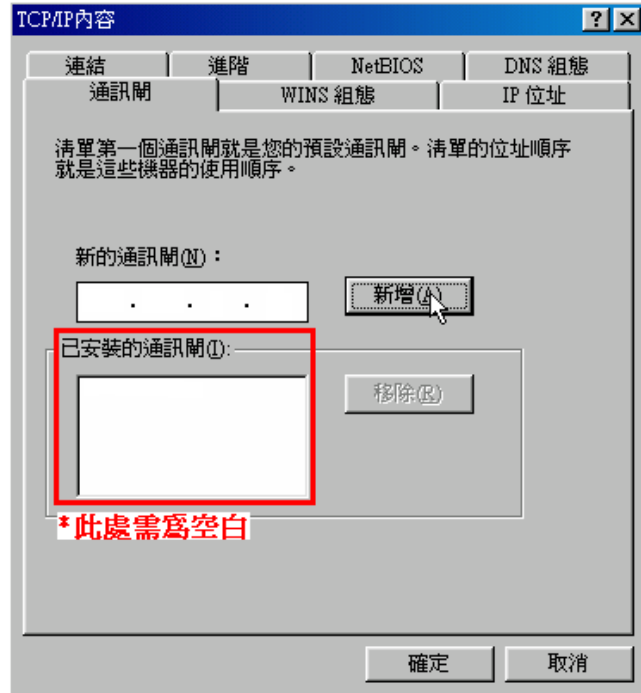 TCP/IP內容
連結
進階
NetBIOS
DNS 組態
通訊閘
WINS 組態
IP 位址
清單第一個通訊閘就是您的預設通訊閘。清單的位址順序
就是這些機器的使用順序。
新的通訊閘(N)：
. . .
新增(A)
已安裝的通訊閘(I):
移除(R)
*此處需為空白
確定
取消